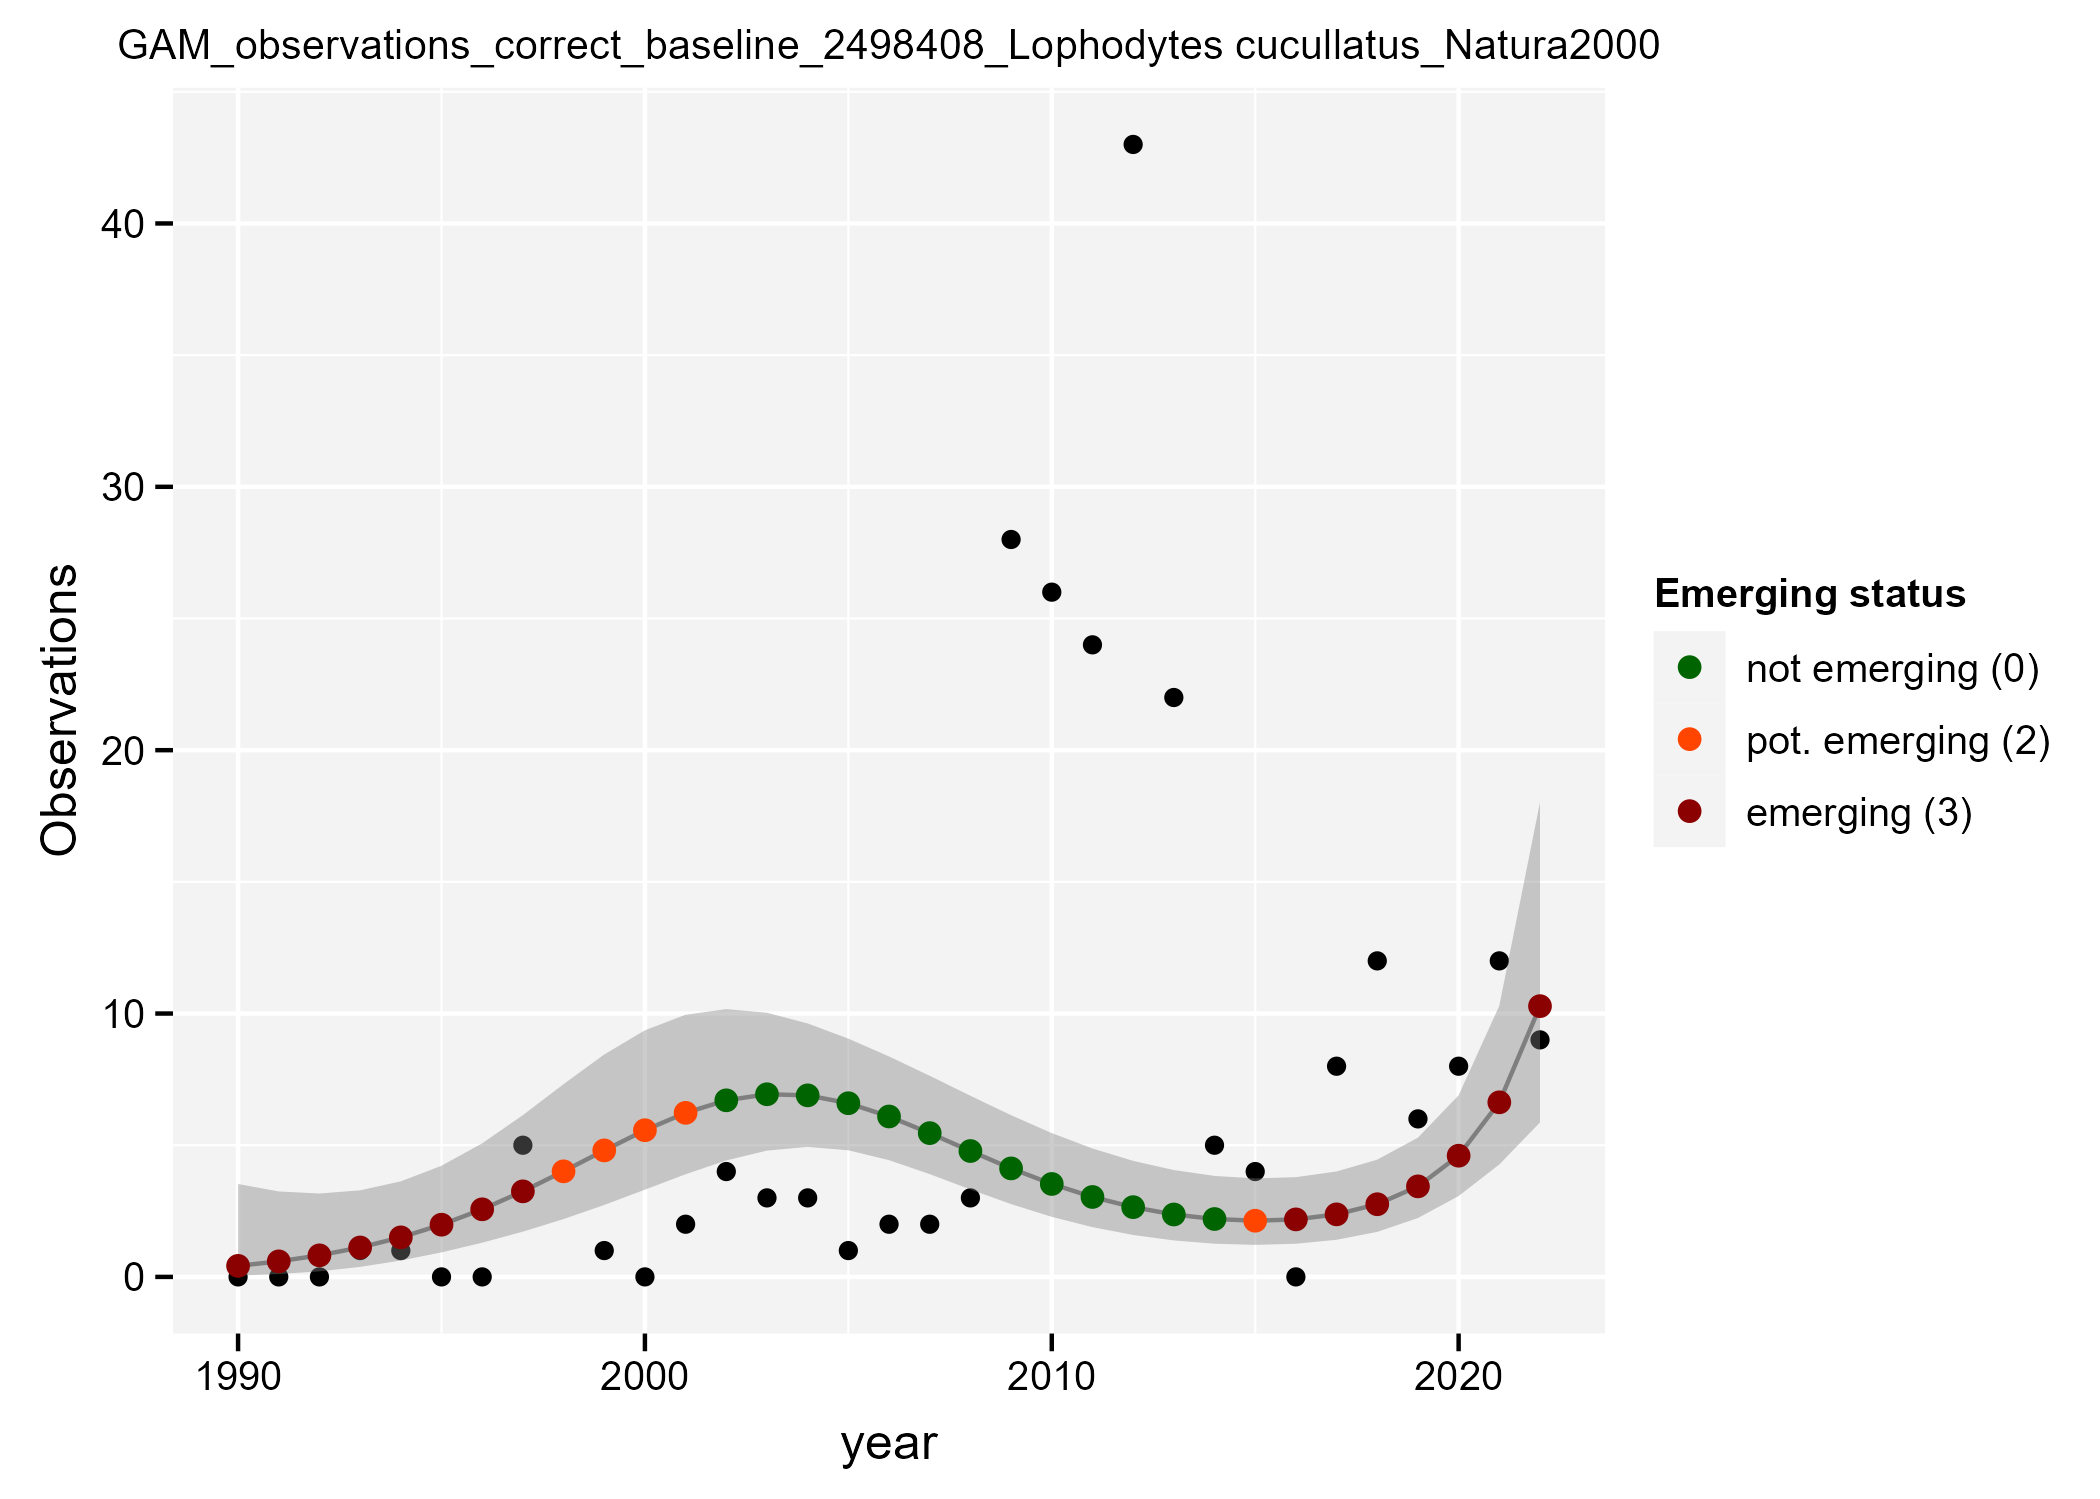 GAM_observations_correct_baseline_2498408_Lophodytes cucullatus_Natura2000
Observations
40
30
20
10
0
1990
2000
2010
2020
year
Emerging status
not emerging (0)
pot. emerging (2)
emerging (3)